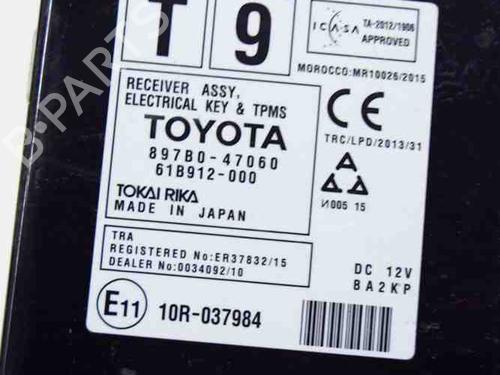 T 9
ICASA
TA-2012/1906
APPROVED
MOROCCO:MR10026/2015
RECEIVER ASSY,
ELECTRICAL KEY & TPMS
TOYOTA
897B0-47060
61B912-000
TOKAI RIKA
MADE IN JAPAN
CE
TRC/LPD/2013/31
И005 15
TRA
REGISTERED No:ER37832/15
DEALER No:0034092/10
DC 12V
BA2KP
E11 10R-037984
B-PARTS